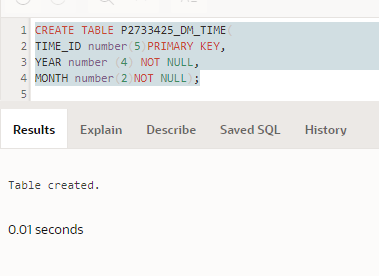 1 CREATE TABLE P2733425_DM_TIME(
2 TIME_ID number(5)PRIMARY KEY,
3 YEAR number (4) NOT NULL,
4 MONTH number(2)NOT NULL);
5
Results Explain Describe Saved SQL History
Table created.
0.01 seconds